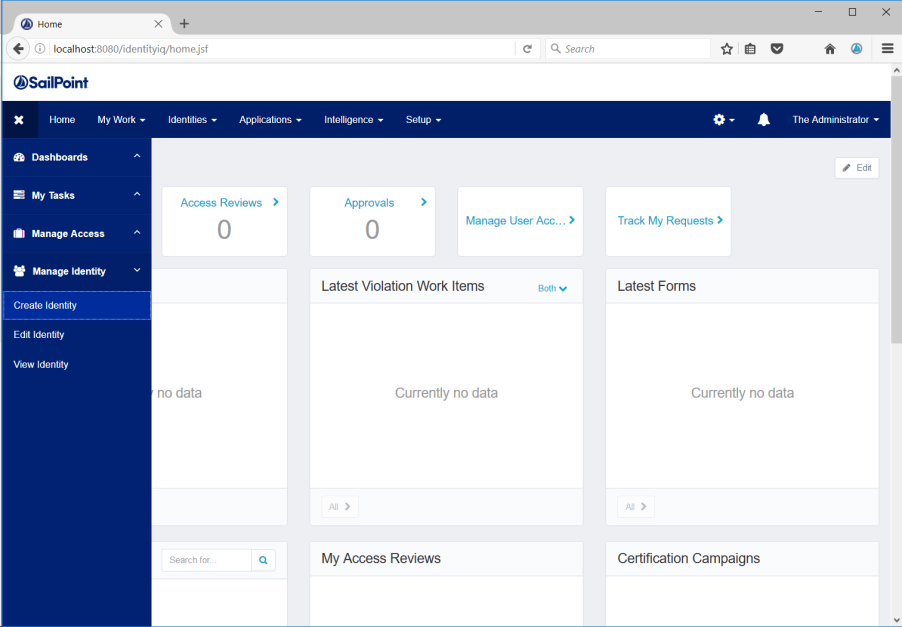 Home
localhost:8080/identityiq/home.jsf
Search
SailPoint
Home My Work Identities Applications Intelligence Setup The Administrator
Dashboards
My Tasks
Manage Access
Manage Identity
Create Identity
Edit Identity
View Identity
Edit
Access Reviews
0
Approvals
0
Manage User Acc...
Track My Requests
no data
Latest Violation Work Items
Both
Currently no data
All
Latest Forms
Currently no data
All
Search for...
My Access Reviews
Certification Campaigns